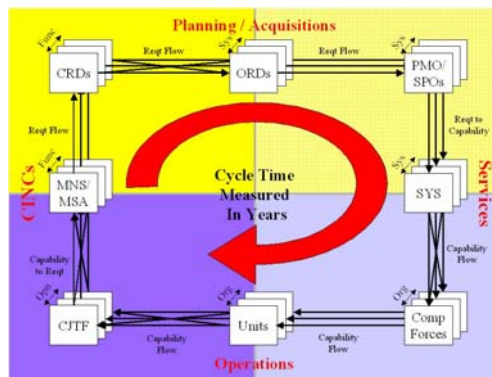 Planning / Acquisitions
Func
Sys
Sys
Reqt Flow
Reqt Flow
CRDs
ORDs
PMO/
SPOs
Reqt Flow
Reqt to
Capability
Func
Sys
MNS/
MSA
CINCs
Cycle Time
Measured
In Years
SYS
Services
Capability
to Reqt
Capability
Flow
Opn
Org
Org
CJTF
Units
Comp
Forces
Capability
Flow
Capability
Flow
Operations